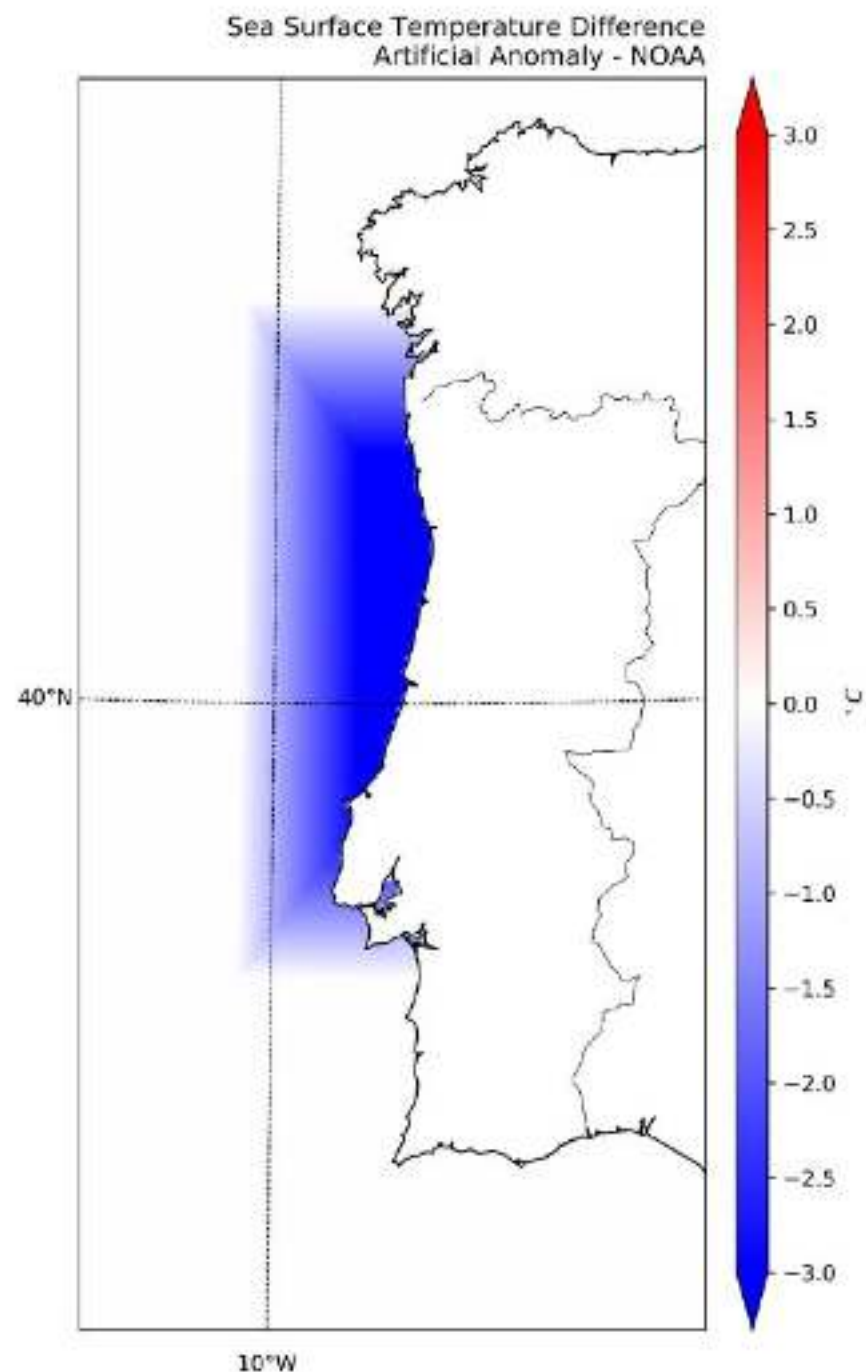 Sea Surface Temperature Difference
Artificial Anomaly - NOAA
3.0
2.5
2.0
1.5
1.0
0.5
40°N
0.0
°C
−0.5
−1.0
−1.5
−2.0
−2.5
−3.0
10°W